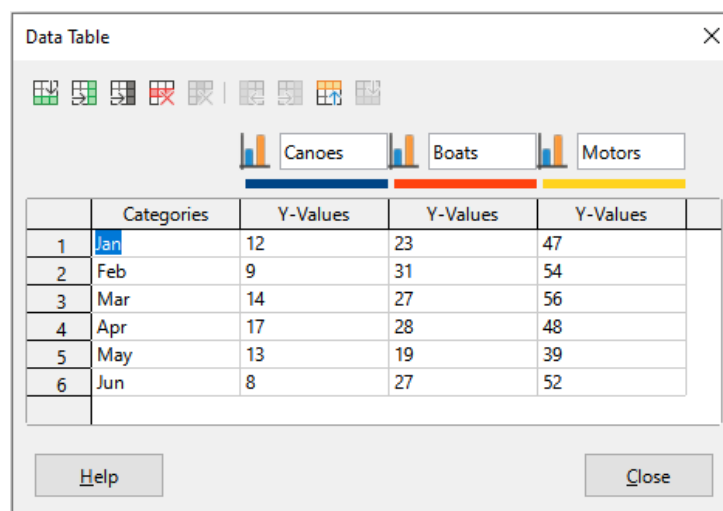 Data Table
Canoes Boats Motors
Categories Y-Values Y-Values Y-Values
1 Jan 12 23 47
2 Feb 9 31 54
3 Mar 14 27 56
4 Apr 17 28 48
5 May 13 19 39
6 Jun 8 27 52
Help Close